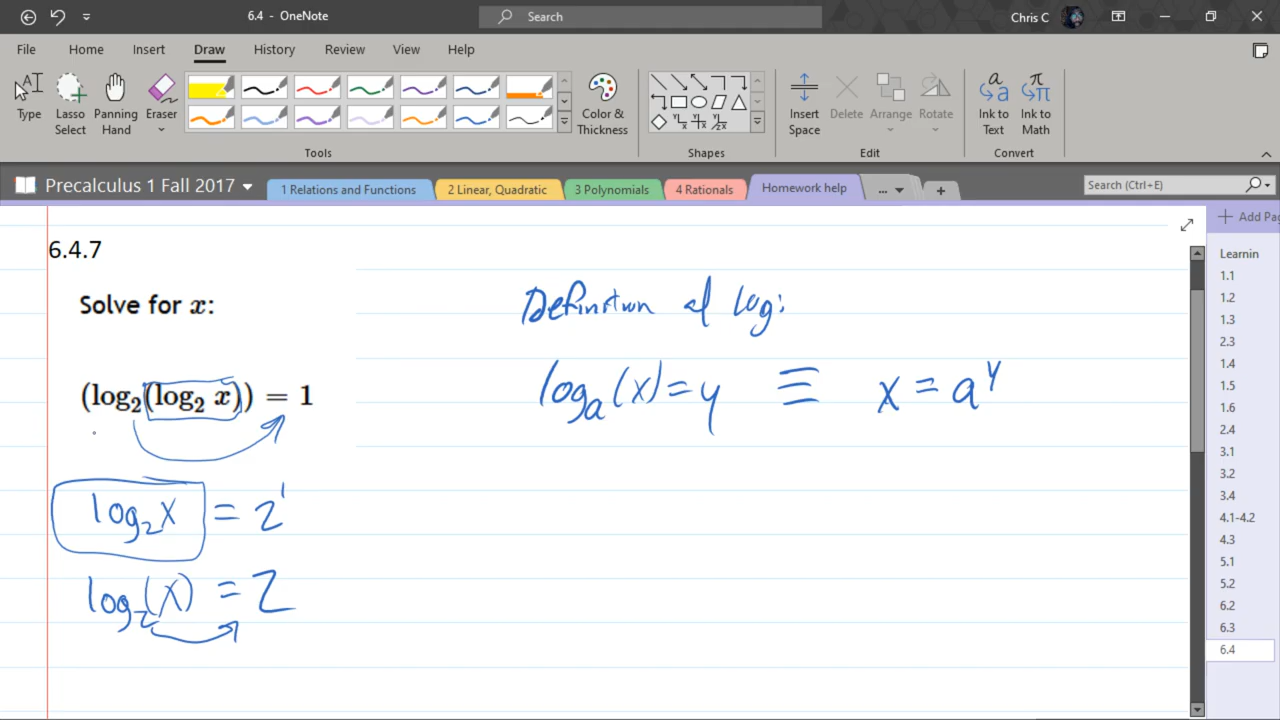 6.4 - OneNote
Search
Chris C
File Home Insert Draw History Review View Help
Type
Lasso Select
Panning Hand
Eraser
Color & Thickness
Insert Space
Delete
Arrange
Rotate
Ink to Text
Ink to Math
Tools
Shapes
Edit
Convert
Precalculus 1 Fall 2017
1 Relations and Functions
2 Linear, Quadratic
3 Polynomials
4 Rationals
Homework help
...
Search (Ctrl+E)
Add Pag
6.4.7
Solve for x:
(log₂(log₂ x)) = 1
log₂x = 2¹
log₂(x) = 2
Definition of log:
logₐ(x) = y ≡ x = aʸ
Learnin
1.1
1.2
1.3
2.3
1.4
1.5
1.6
2.4
3.1
3.2
3.4
4.1-4.2
4.3
5.1
5.2
6.2
6.3
6.4